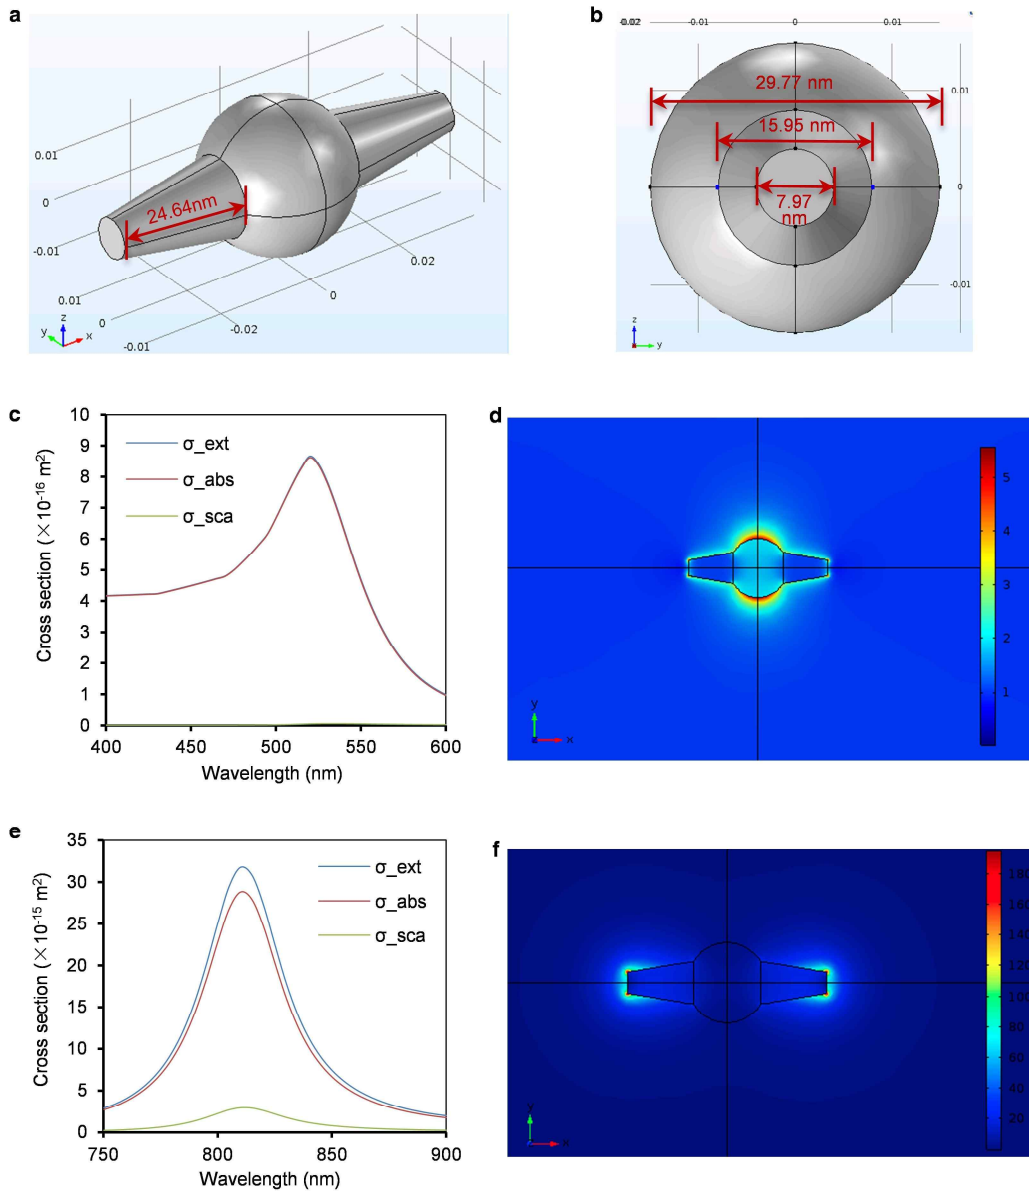 a
0.01
0
-0.01
24.64nm
0.01
0
-0.01
-0.02
0
0.02
z
y
x
b
0.02
-0.01
0
0.01
29.77 nm
0.01
15.95 nm
0
0
7.97
nm
-0.01
-0.01
z
y
c
10
9
8
7
6
5
4
3
2
1
0
Cross section (×10⁻¹⁶ m²)
σ_ext
σ_abs
σ_sca
400
450
500
550
600
Wavelength (nm)
d
5
4
3
2
1
y
x
e
35
30
25
20
15
10
5
0
Cross section (×10⁻¹⁵ m²)
σ_ext
σ_abs
σ_sca
750
800
850
900
Wavelength (nm)
f
180
160
140
120
100
80
60
40
20